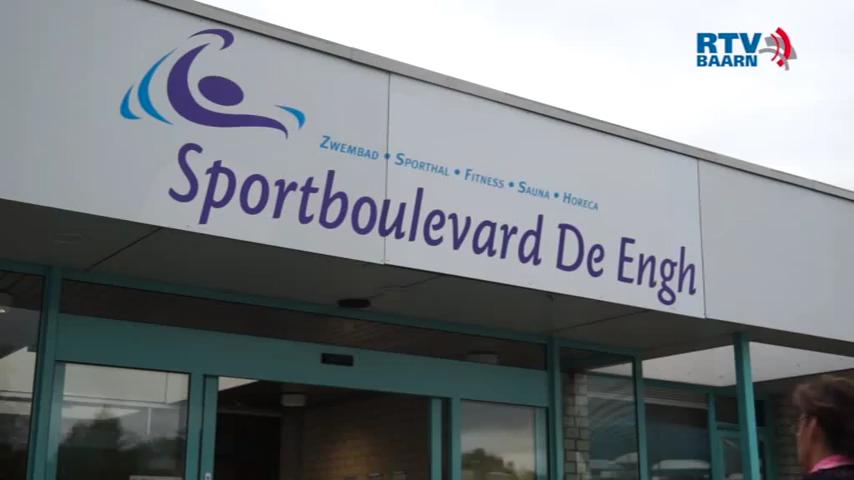 RTV
BAARN
Zwembad • Sporthal • Fitness • Sauna • Horeca
Sportboulevard De Engh